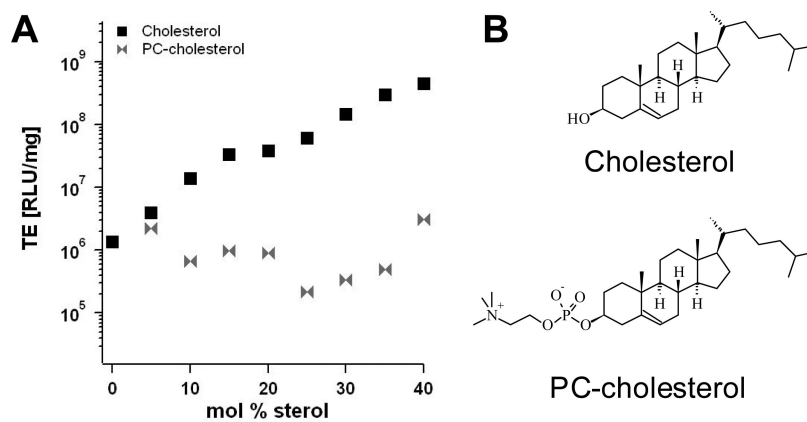 A
Cholesterol
PC-cholesterol
TE [RLU/mg]
10⁹
10⁸
10⁷
10⁶
10⁵
0 10 20 30 40
mol % sterol
B
H
H H
HO
Cholesterol
O⁻ O
H
N⁺ O P O H H
PC-cholesterol